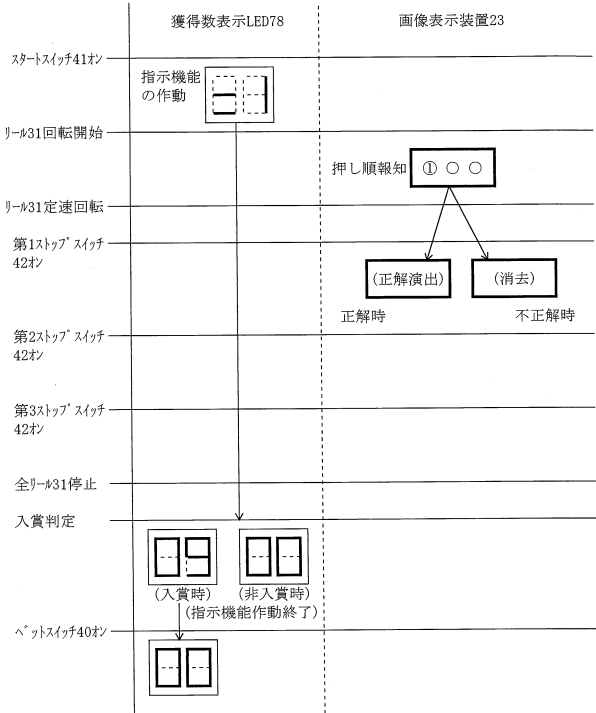 獲得数表示LED78
画像表示装置23
スタートスイッチ41オン
指示機能
の作動
リール31回転開始
押し順報知
①○○
リール31定速回転
第1ストップスイッチ
42オン
(正解演出)
(消去)
正解時
不正解時
第2ストップスイッチ
42オン
第3ストップスイッチ
42オン
全リール31停止
入賞判定
09
00
(入賞時)
(非入賞時)
(指示機能作動終了)
ベットスイッチ40オン
00